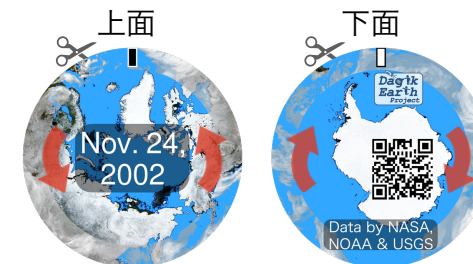 上面
下面
Nov. 24,
2002
Dagik
Earth
Project
Data by NASA,
NOAA & USGS